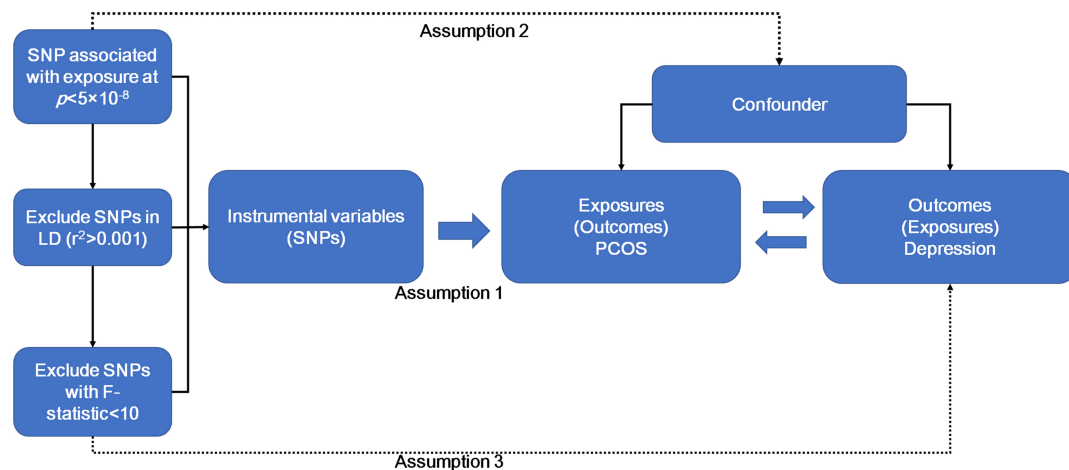 Assumption 2
SNP associated
with exposure at
p<5×10⁻⁸
Confounder
Exclude SNPs in
LD (r²>0.001)
Instrumental variables
(SNPs)
Exposures
(Outcomes)
PCOS
Outcomes
(Exposures)
Depression
Assumption 1
Exclude SNPs
with F-
statistic<10
Assumption 3